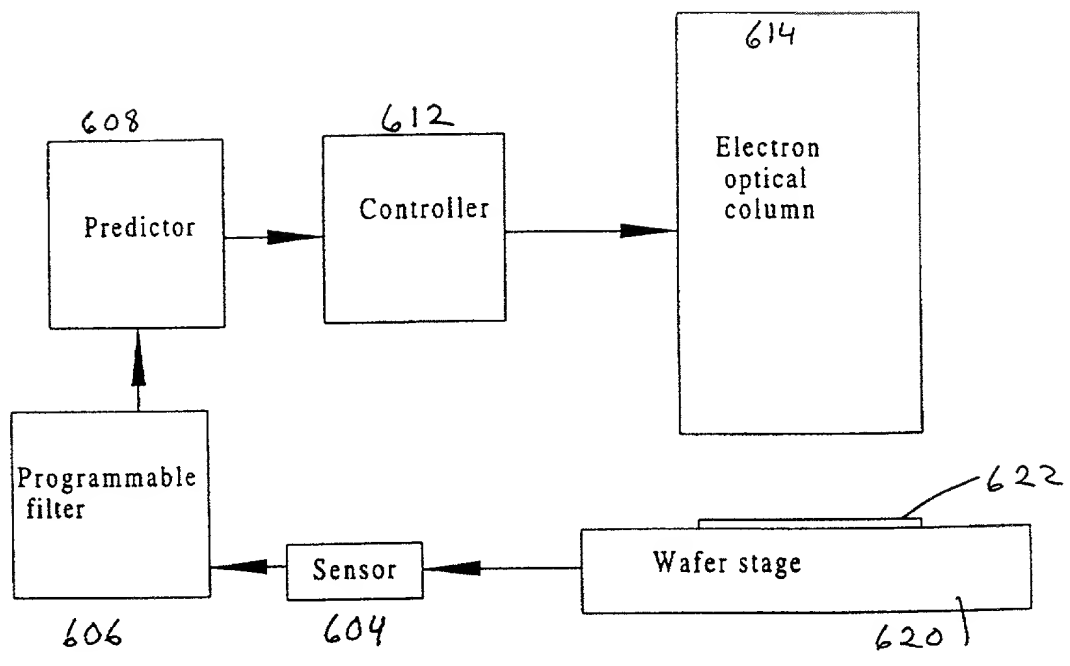 614
608
612
Electron
optical
column
Controller
Predictor
Programmable
filter
622
Sensor
Wafer stage
606
604
620